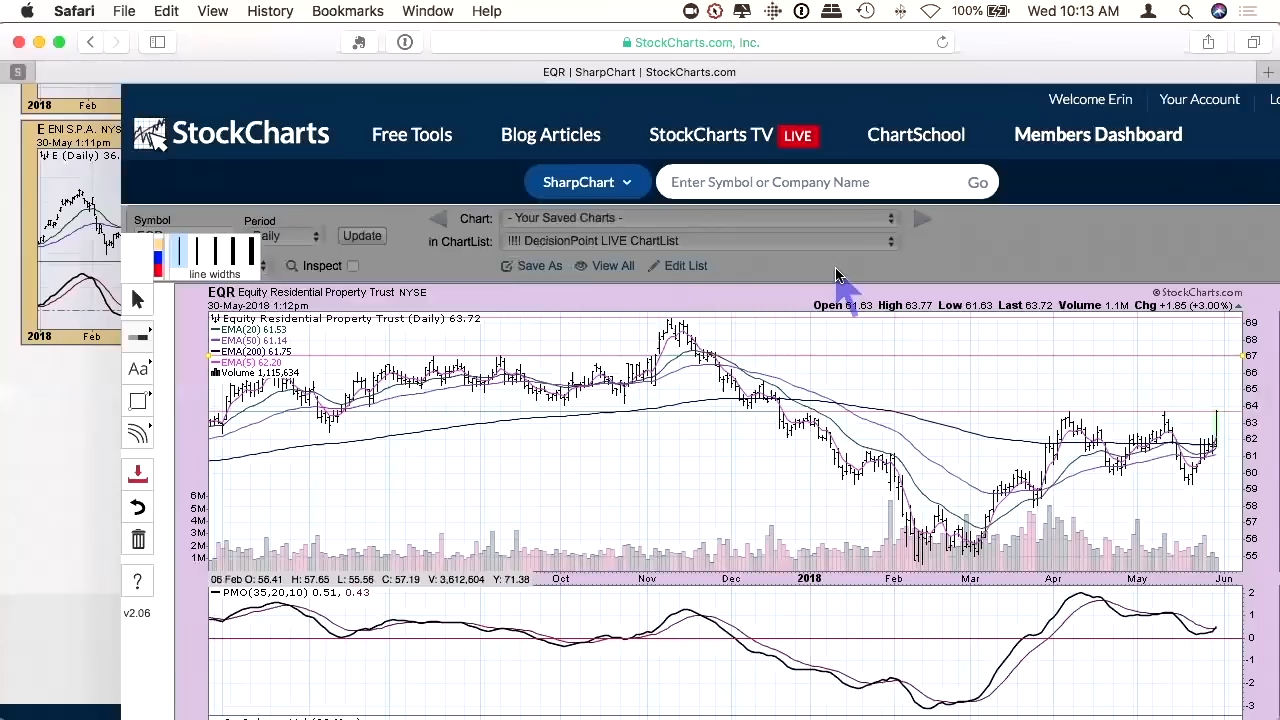 Safari File Edit View History Bookmarks Window Help 100% Wed 10:13 AM
StockCharts.com, Inc.
S EQR | SharpChart | StockCharts.com
2018 Feb
Welcome Erin Your Account
E ENI S.P.A. NYS
30-May 1:11pm
E (Daily) 36.
2018 Feb
StockCharts Free Tools Blog Articles StockCharts TV LIVE ChartSchool Members Dashboard
SharpChart Enter Symbol or Company Name Go
Symbol Period Chart: - Your Saved Charts -
Daily Update in ChartList: !!!! DecisionPoint LIVE ChartList
Inspect Save As View All Edit List
line widths
Aa
?
v2.06
EQR Equity Residential Property Trust NYSE © StockCharts.com
30-May-2018 1:12pm Open 61.63 High 63.77 Low 61.63 Last 63.72 Volume 1.1M Chg +1.85 (+3.00%)
Equity Residential Property Trust (Daily) 63.72
EMA(20) 61.53
EMA(50) 61.14
EMA(200) 61.75
EMA(5) 62.20
Volume 1,115,634
69
68
67
66
65
64
63
62
61
60
59
58
57
56
55
6M
5M
4M
3M
2M
1M
06 Feb O: 56.41 H: 57.65 L: 55.56 C: 57.19 V: 3,612,604 Y: 71.38 Oct Nov Dec 2018 Feb Mar Apr May Jun
PMO(35,20,10) 0.51, 0.43
2
1
0
-1
-2
-3